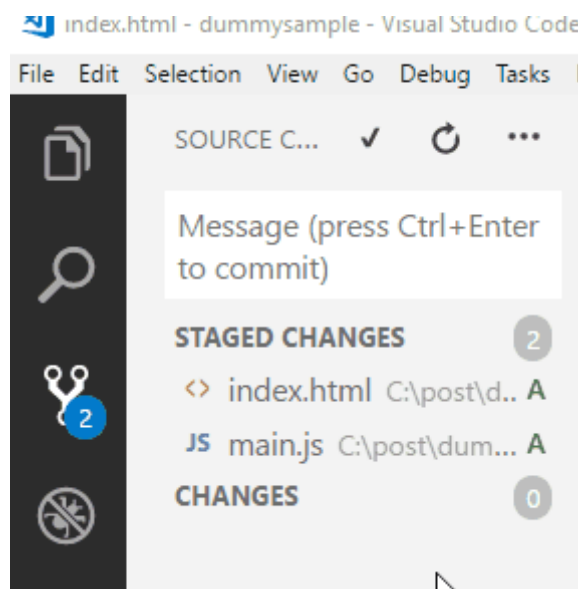 index.html - dummysample - Visual Studio Code
File Edit Selection View Go Debug Tasks
SOURCE C...
Message (press Ctrl+Enter
to commit)
STAGED CHANGES 2
index.html C:\post\d.. A
2
JS main.js C:\post\dum... A
CHANGES 0